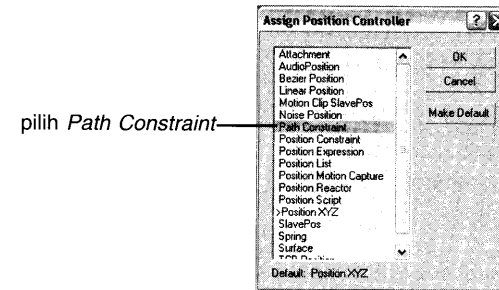 Assign Position Controller
Attachment
AudioPosition
Bezier Position
Linear Position
Motion Clip SlavePos
Noise Position
Path Constraint
Position Constraint
Position Expression
Position List
Position Motion Capture
Position Reactor
Position Script
>Position XYZ
SlavePos
Spring
Surface
TCB Position
OK
Cancel
Make Default
pilih Path Constraint
Default: Position XYZ